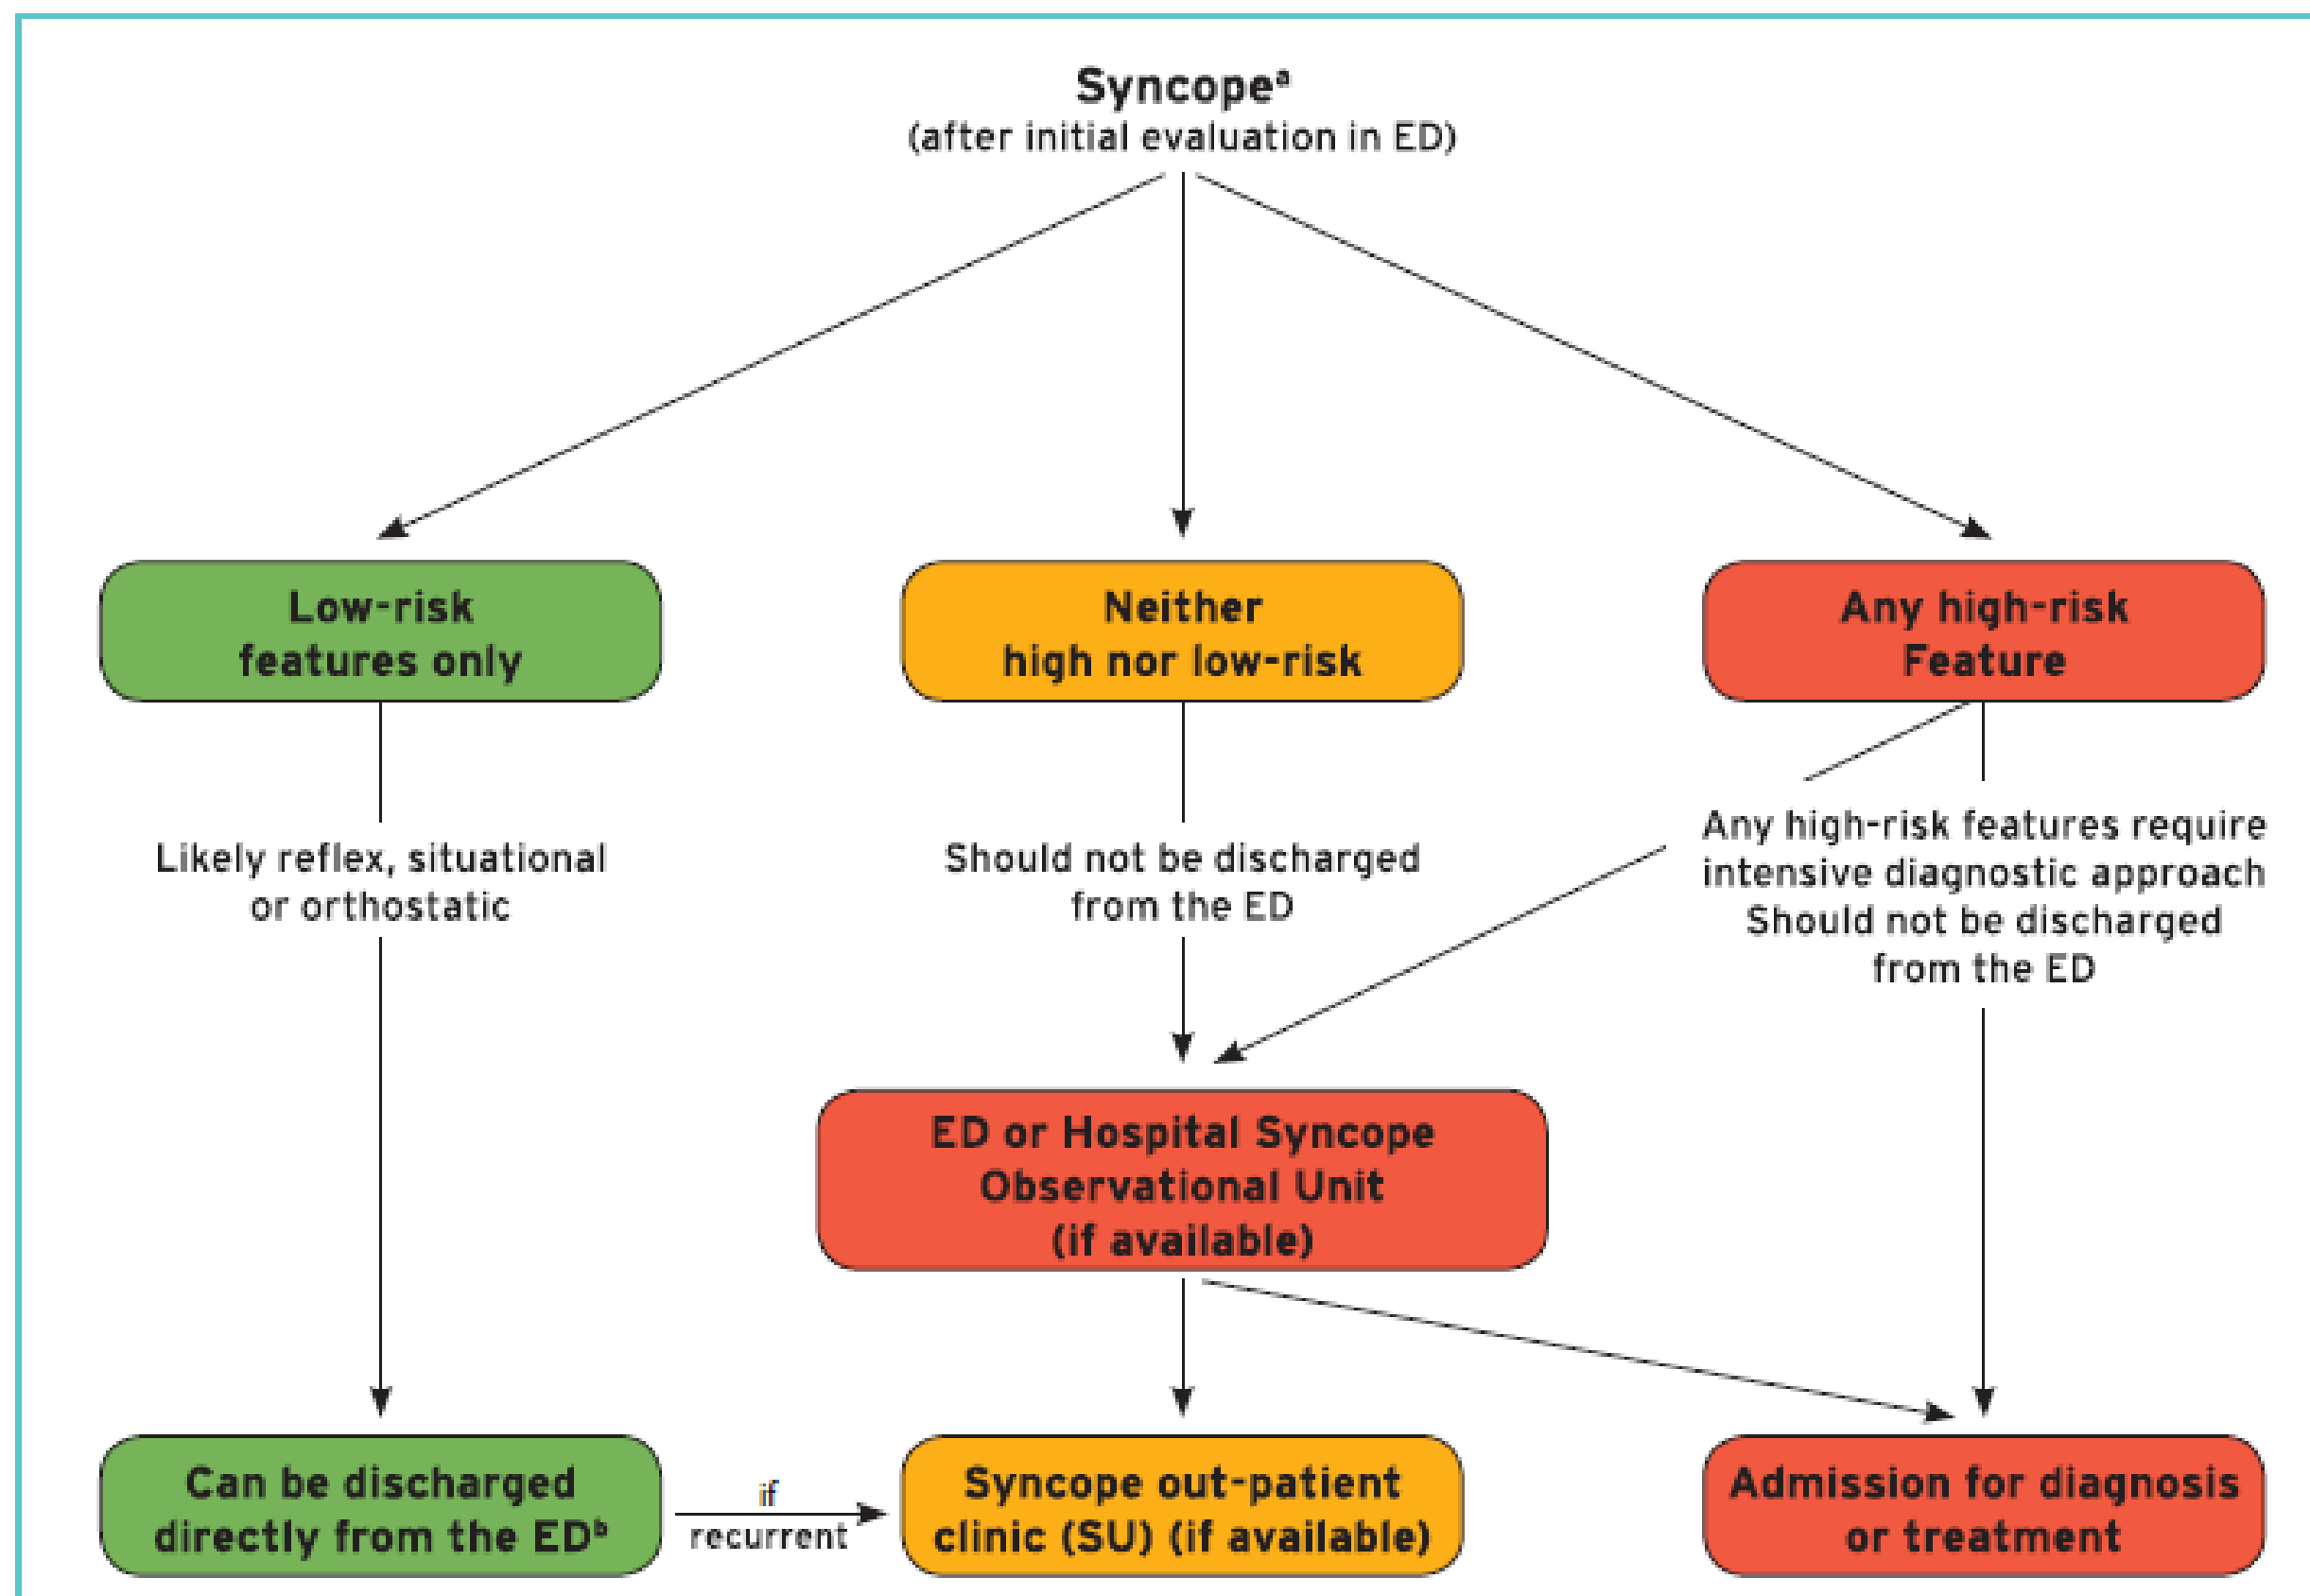 Syncopeᵃ
(after initial evaluation in ED)
Low-risk
features only
Neither
high nor low-risk
Any high-risk
Feature
Likely reflex, situational
or orthostatic
Should not be discharged
from the ED
Any high-risk features require
intensive diagnostic approach
Should not be discharged
from the ED
ED or Hospital Syncope
Observational Unit
(if available)
Can be discharged
directly from the EDᵇ
if
recurrent
Syncope out-patient
clinic (SU) (if available)
Admission for diagnosis
or treatment